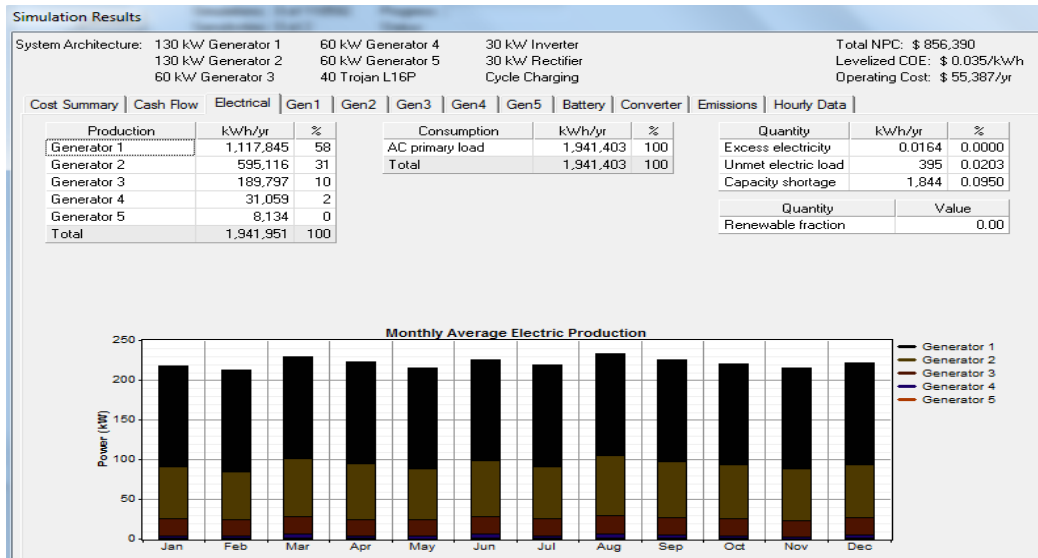 Simulation Results
System Architecture: 130 kW Generator 1 60 kW Generator 4 30 kW Inverter Total NPC: $ 856,390
130 kW Generator 2 60 kW Generator 5 30 kW Rectifier Levelized COE: $ 0.035/kWh
60 kW Generator 3 40 Trojan L16P Cycle Charging Operating Cost: $ 55,387/yr
Cost Summary Cash Flow Electrical Gen1 Gen2 Gen3 Gen4 Gen5 Battery Converter Emissions Hourly Data
Production kWh/yr % Consumption kWh/yr % Quantity kWh/yr %
Generator 1 1,117,845 58 AC primary load 1,941,403 100 Excess electricity 0.0164 0.0000
Generator 2 595,116 31 Total 1,941,403 100 Unmet electric load 395 0.0203
Generator 3 189,797 10 Capacity shortage 1,844 0.0950
Generator 4 31,059 2 Quantity Value
Generator 5 8,134 0 Renewable fraction 0.00
Total 1,941,951 100
Monthly Average Electric Production
250
200
150
100
50
0
Power (kW)
Jan Feb Mar Apr May Jun Jul Aug Sep Oct Nov Dec
Generator 1
Generator 2
Generator 3
Generator 4
Generator 5